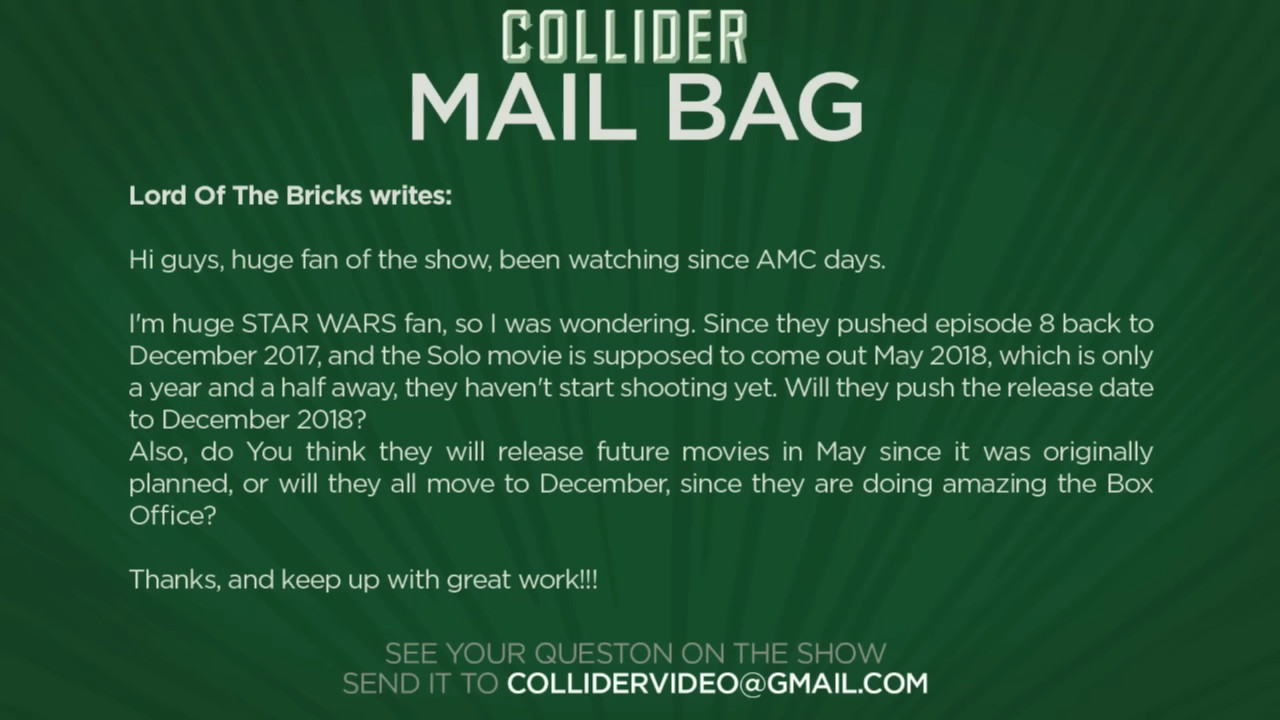 COLLIDER
MAIL BAG
Lord Of The Bricks writes:
Hi guys, huge fan of the show, been watching since AMC days.
I'm huge STAR WARS fan, so I was wondering. Since they pushed episode 8 back to
December 2017, and the Solo movie is supposed to come out May 2018, which is only
a year and a half away, they haven't start shooting yet. Will they push the release date
to December 2018?
Also, do You think they will release future movies in May since it was originally
planned, or will they all move to December, since they are doing amazing the Box
Office?
Thanks, and keep up with great work!!!
SEE YOUR QUESTON ON THE SHOW
SEND IT TO COLLIDERVIDEO@GMAIL.COM